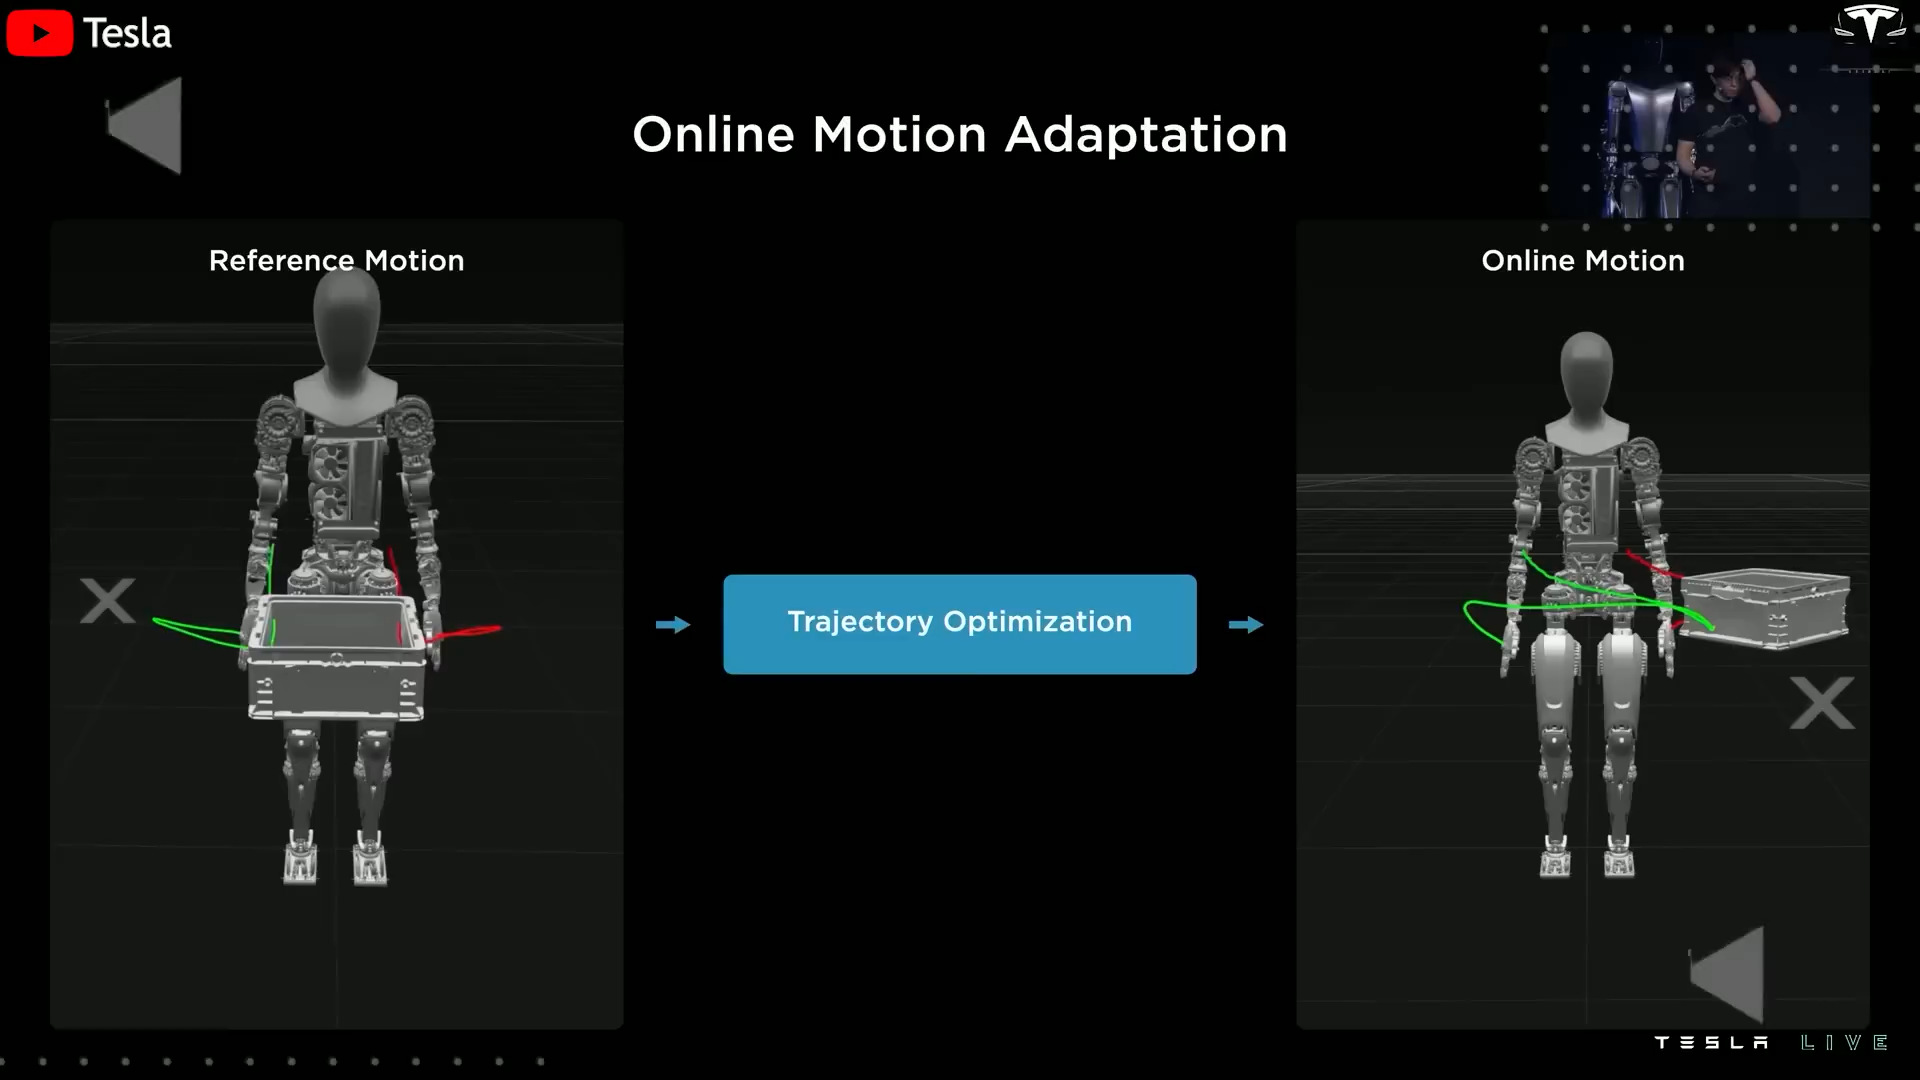 Tesla
Online Motion Adaptation
Reference Motion
Online Motion
Trajectory Optimization
TESLA LIVE